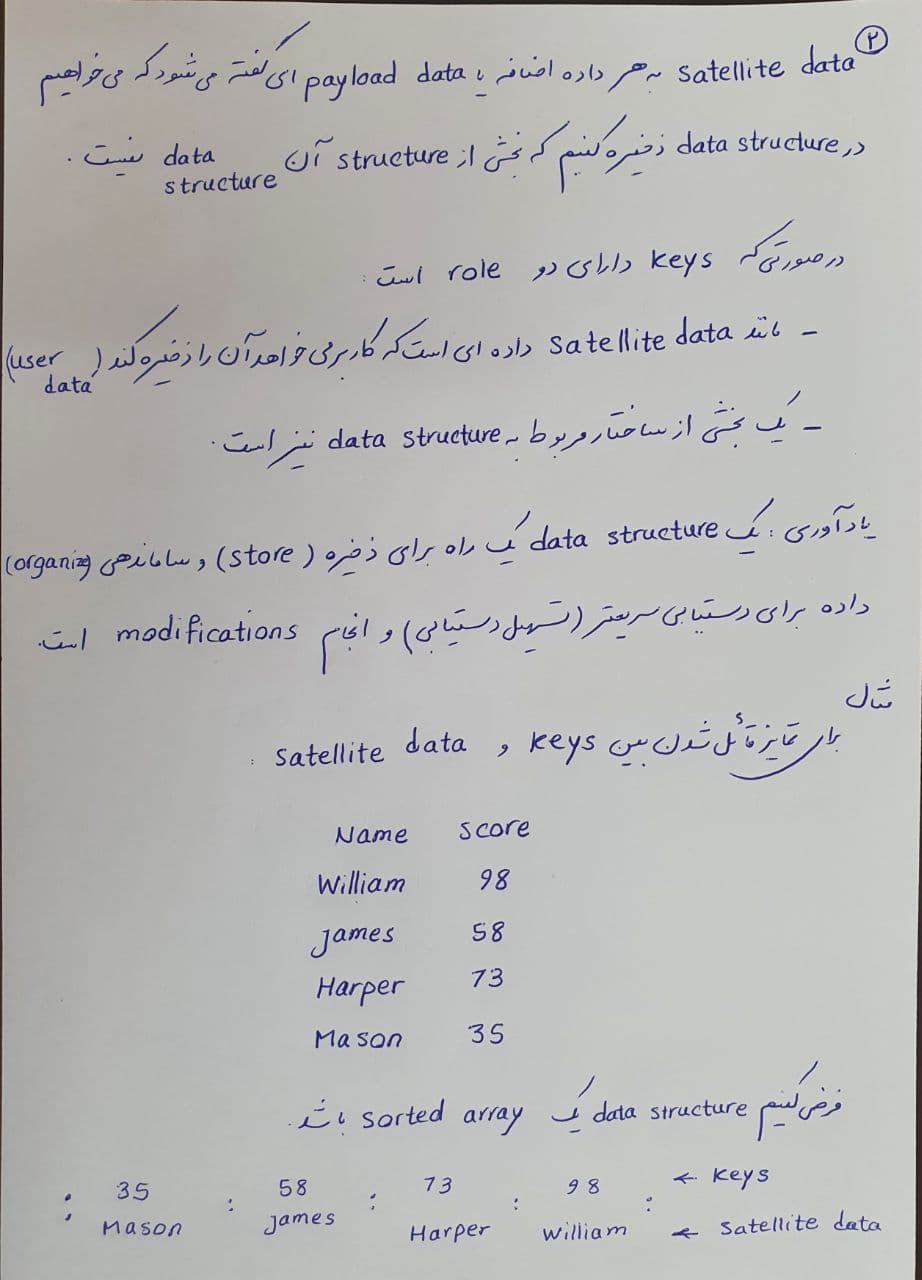 ۲
satellite data به هر داده اضافه یا payload data ای گفته می شود که می خواهیم
در data structure ذخیره کنیم که بخشی از structure آن data structure نیست .
در صورتی که keys دارای دو role است :
- مانند satellite data داده ای است که کاربر می خواهد آن را ذخیره کند (user data)
- یک بخشی از ساختار مربوط به data structure نیز است .
یادآوری : یک data structure یک راه برای ذخیره (store) و ساماندهی (organize)
داده برای دستیابی سریعتر (تسهیل دستیابی) و انجام modifications است .
مثال
برای تمایز قائل شدن بین keys و satellite data :
Name score
William 98
james 58
Harper 73
Mason 35
فرض کنیم data structure یک sorted array باشد .
: 35 : 58 : 73 : 98 : ← keys
Mason james Harper William ← satellite data